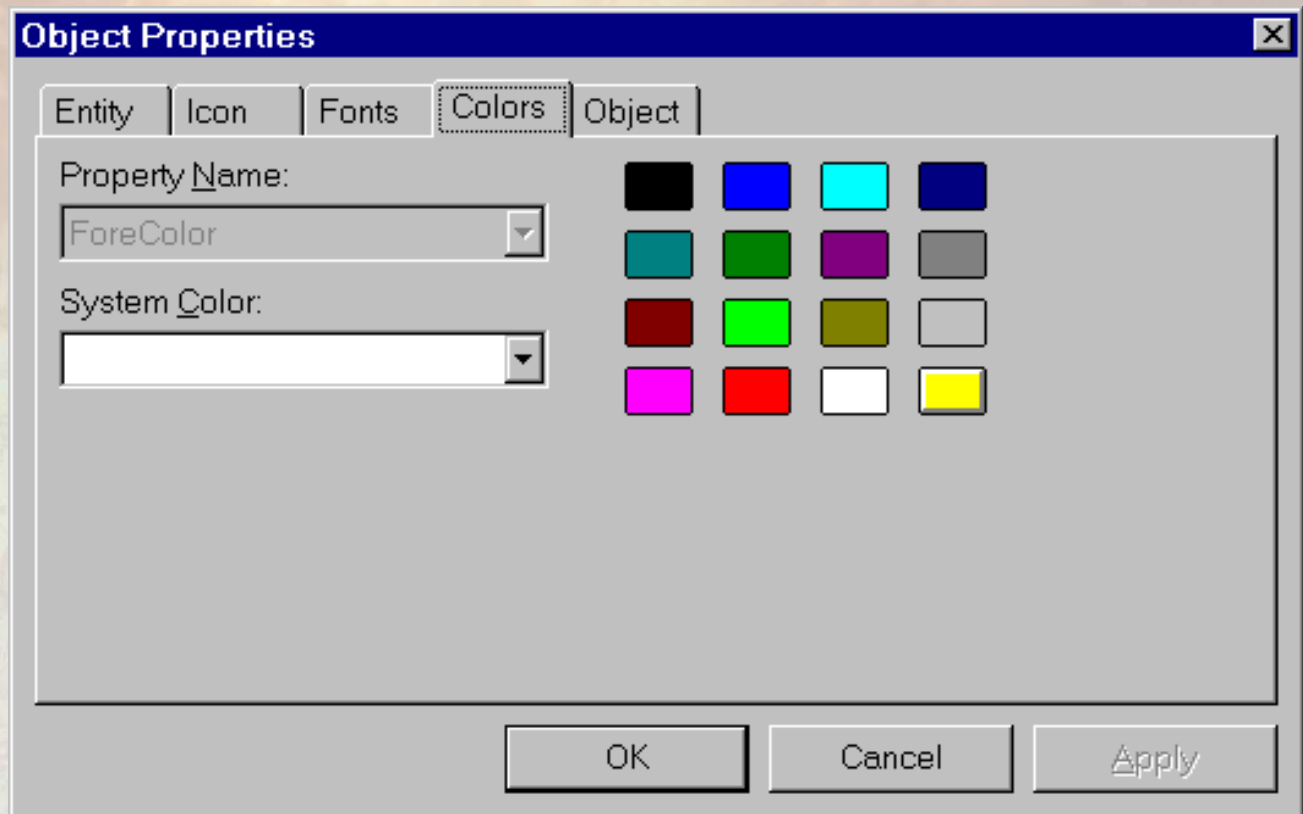 Object Properties
Entity Icon Fonts Colors Object
Property Name:
ForeColor
System Color:
OK Cancel Apply